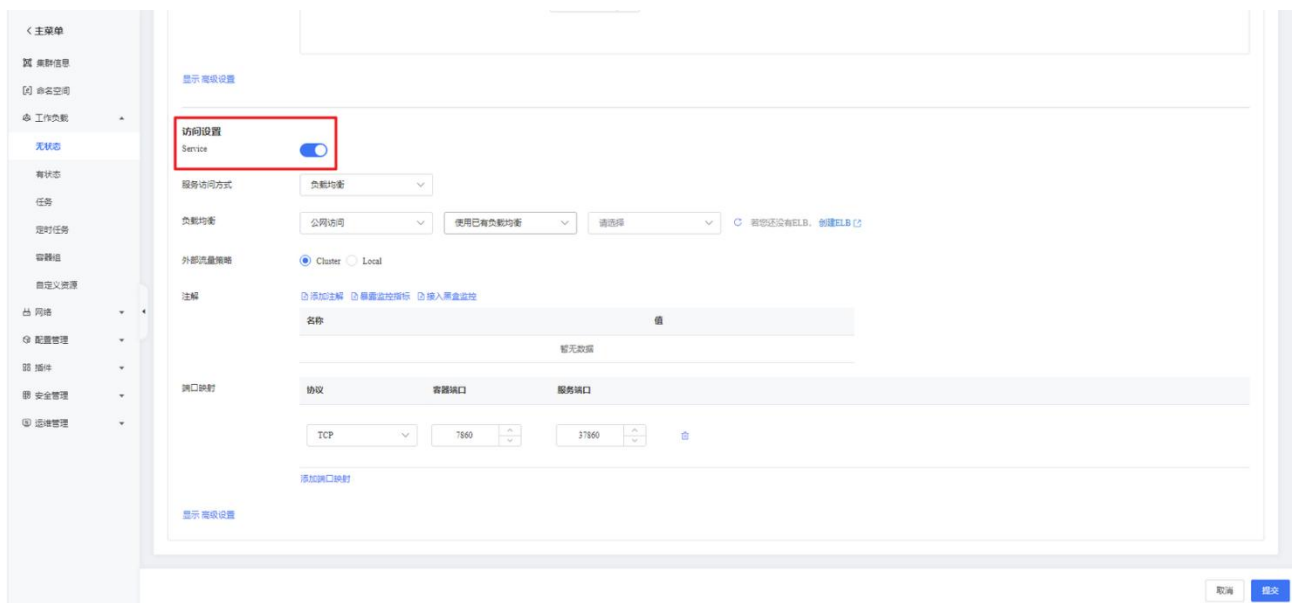 主菜单
集群信息
命名空间
工作负载
无状态
有状态
任务
定时任务
容器组
自定义资源
网络
配置管理
插件
安全管理
运维管理
显示高级设置
访问设置
Service
服务访问方式 负载均衡
负载均衡 公网访问 使用已有负载均衡 请选择 若您还没有ELB，创建ELB
外部流量策略 Cluster Local
注解 添加注解 暴露监控指标 接入黑盒监控
名称 值
暂无数据
端口映射 协议 容器端口 服务端口
TCP 7860 37860
添加端口映射
显示高级设置
取消 提交